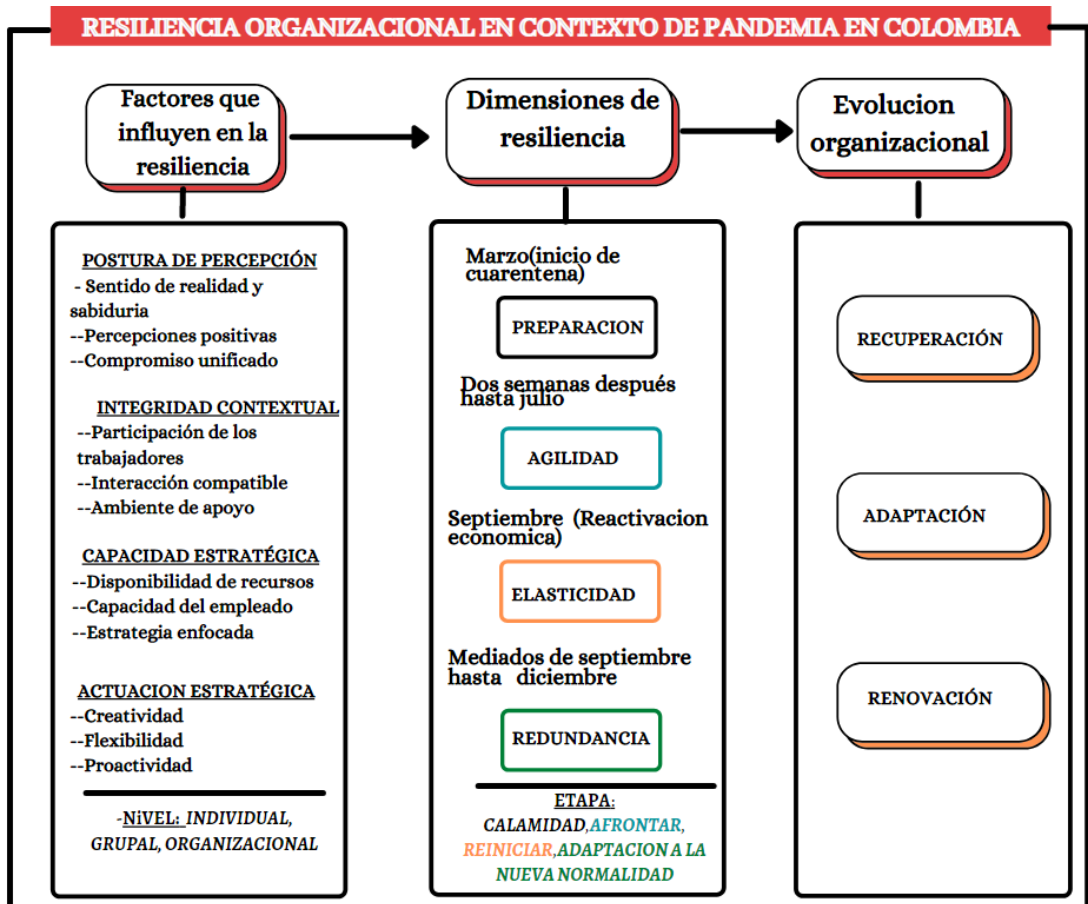 RESILIENCIA ORGANIZACIONAL EN CONTEXTO DE PANDEMIA EN COLOMBIA
Factores que
influyen en la
resiliencia
Dimensiones de
resiliencia
Evolucion
organizacional
POSTURA DE PERCEPCIÓN
- Sentido de realidad y
sabiduria
--Percepciones positivas
--Compromiso unificado
INTEGRIDAD CONTEXTUAL
--Participación de los
trabajadores
--Interacción compatible
--Ambiente de apoyo
CAPACIDAD ESTRATÉGICA
--Disponibilidad de recursos
--Capacidad del empleado
--Estrategia enfocada
ACTUACION ESTRATÉGICA
--Creatividad
--Flexibilidad
--Proactividad
-NiVEL: INDIVIDUAL,
GRUPAL, ORGANIZACIONAL
Marzo(inicio de
cuarentena)
PREPARACION
Dos semanas después
hasta julio
AGILIDAD
Septiembre (Reactivacion
economica)
ELASTICIDAD
Mediados de septiembre
hasta diciembre
REDUNDANCIA
ETAPA:
CALAMIDAD,AFRONTAR,
REINICIAR,ADAPTACION A LA
NUEVA NORMALIDAD
RECUPERACIÓN
ADAPTACIÓN
RENOVACIÓN